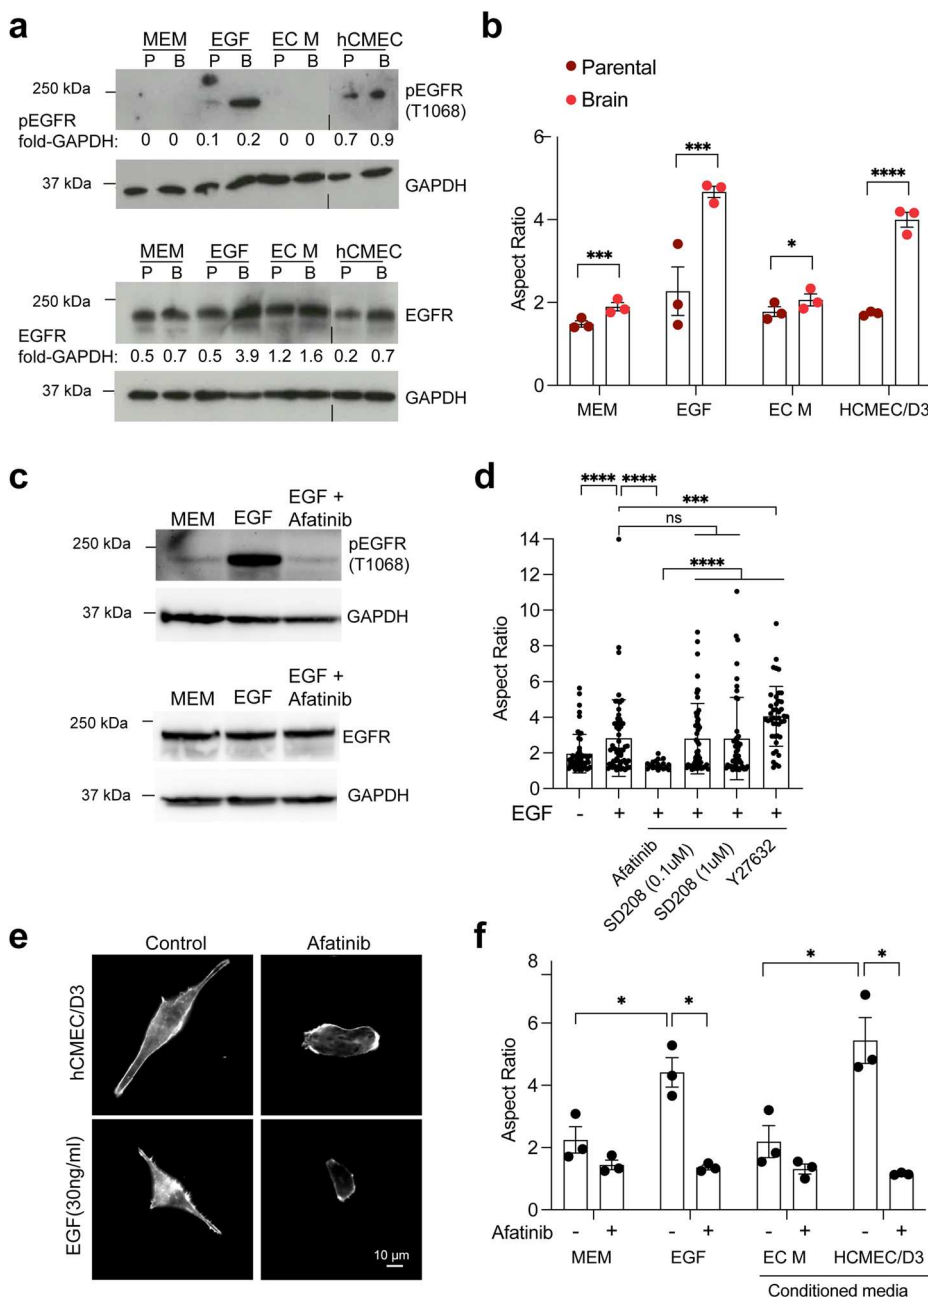 a
MEM EGF EC M hCMEC
P B P B P B P B
250 kDa
pEGFR
(T1068)
pEGFR
fold-GAPDH: 0 0 0.1 0.2 0 0 0.7 0.9
37 kDa
GAPDH
MEM EGF EC M hCMEC
P B P B P B P B
250 kDa
EGFR
EGFR
fold-GAPDH: 0.5 0.7 0.5 3.9 1.2 1.6 0.2 0.7
37 kDa
GAPDH
b
Parental
Brain
6
4
2
0
Aspect Ratio
*** *** * ****
MEM EGF EC M HCMEC/D3
c
MEM EGF EGF +
Afatinib
250 kDa
pEGFR
(T1068)
37 kDa
GAPDH
MEM EGF EGF +
Afatinib
250 kDa
EGFR
37 kDa
GAPDH
d
**** ****
***
ns
****
14
12
10
8
6
4
2
0
Aspect Ratio
EGF - + + + + +
Afatinib
SD208 (0.1uM)
SD208 (1uM)
Y27632
e
Control Afatinib
hCMEC/D3
EGF(30ng/ml)
10 µm
f
8
6
4
2
0
Aspect Ratio
* * * *
Afatinib - + - + - + - +
MEM EGF EC M HCMEC/D3
Conditioned media